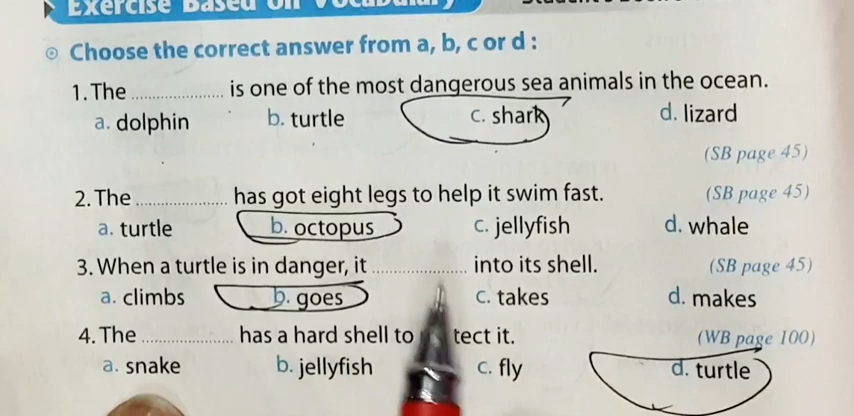 Exercise Based on Vocabulary
Choose the correct answer from a, b, c or d :
1. The .................... is one of the most dangerous sea animals in the ocean.
a. dolphin b. turtle c. shark d. lizard
(SB page 45)
2. The .................... has got eight legs to help it swim fast. (SB page 45)
a. turtle b. octopus c. jellyfish d. whale
3. When a turtle is in danger, it .................... into its shell. (SB page 45)
a. climbs b. goes c. takes d. makes
4. The .................... has a hard shell to tect it. (WB page 100)
a. snake b. jellyfish c. fly d. turtle